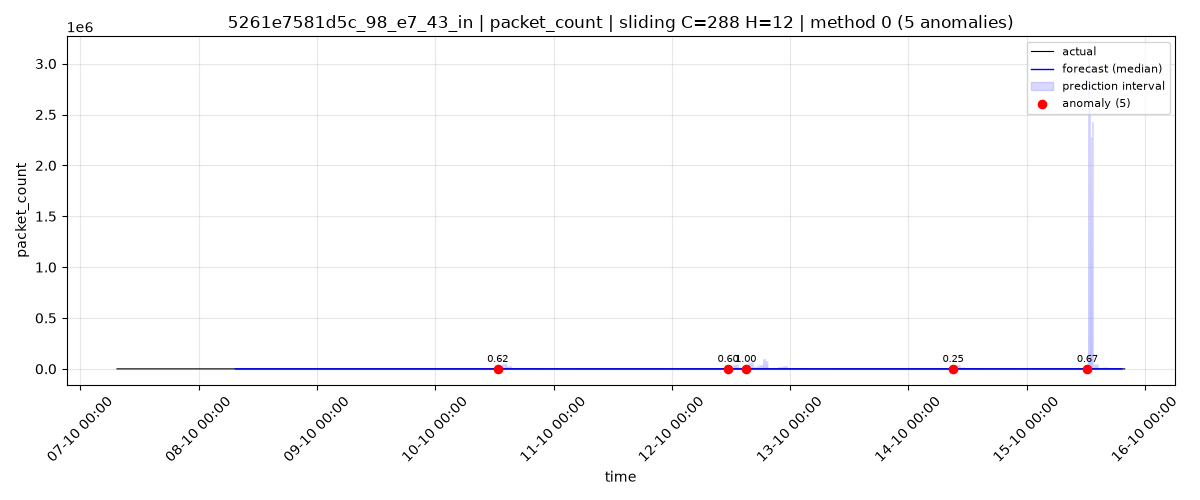 5261e7581d5c_98_e7_43_in | packet_count | sliding C=288 H=12 | method 0 (5 anomalies)
1e6
actual
forecast (median)
prediction interval
anomaly (5)
packet_count
3.0
2.5
2.0
1.5
1.0
0.5
0.0
0.62
0.60
1.00
0.25
0.67
07-10 00:00
08-10 00:00
09-10 00:00
10-10 00:00
11-10 00:00
12-10 00:00
13-10 00:00
14-10 00:00
15-10 00:00
16-10 00:00
time